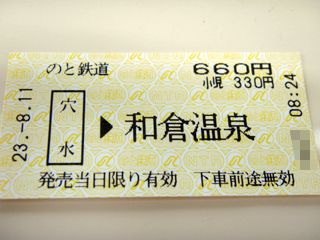 のと鉄道
660円
小児 330円
23.-8.11
穴水
▶ 和倉温泉
08:24
発売当日限り有効 下車前途無効